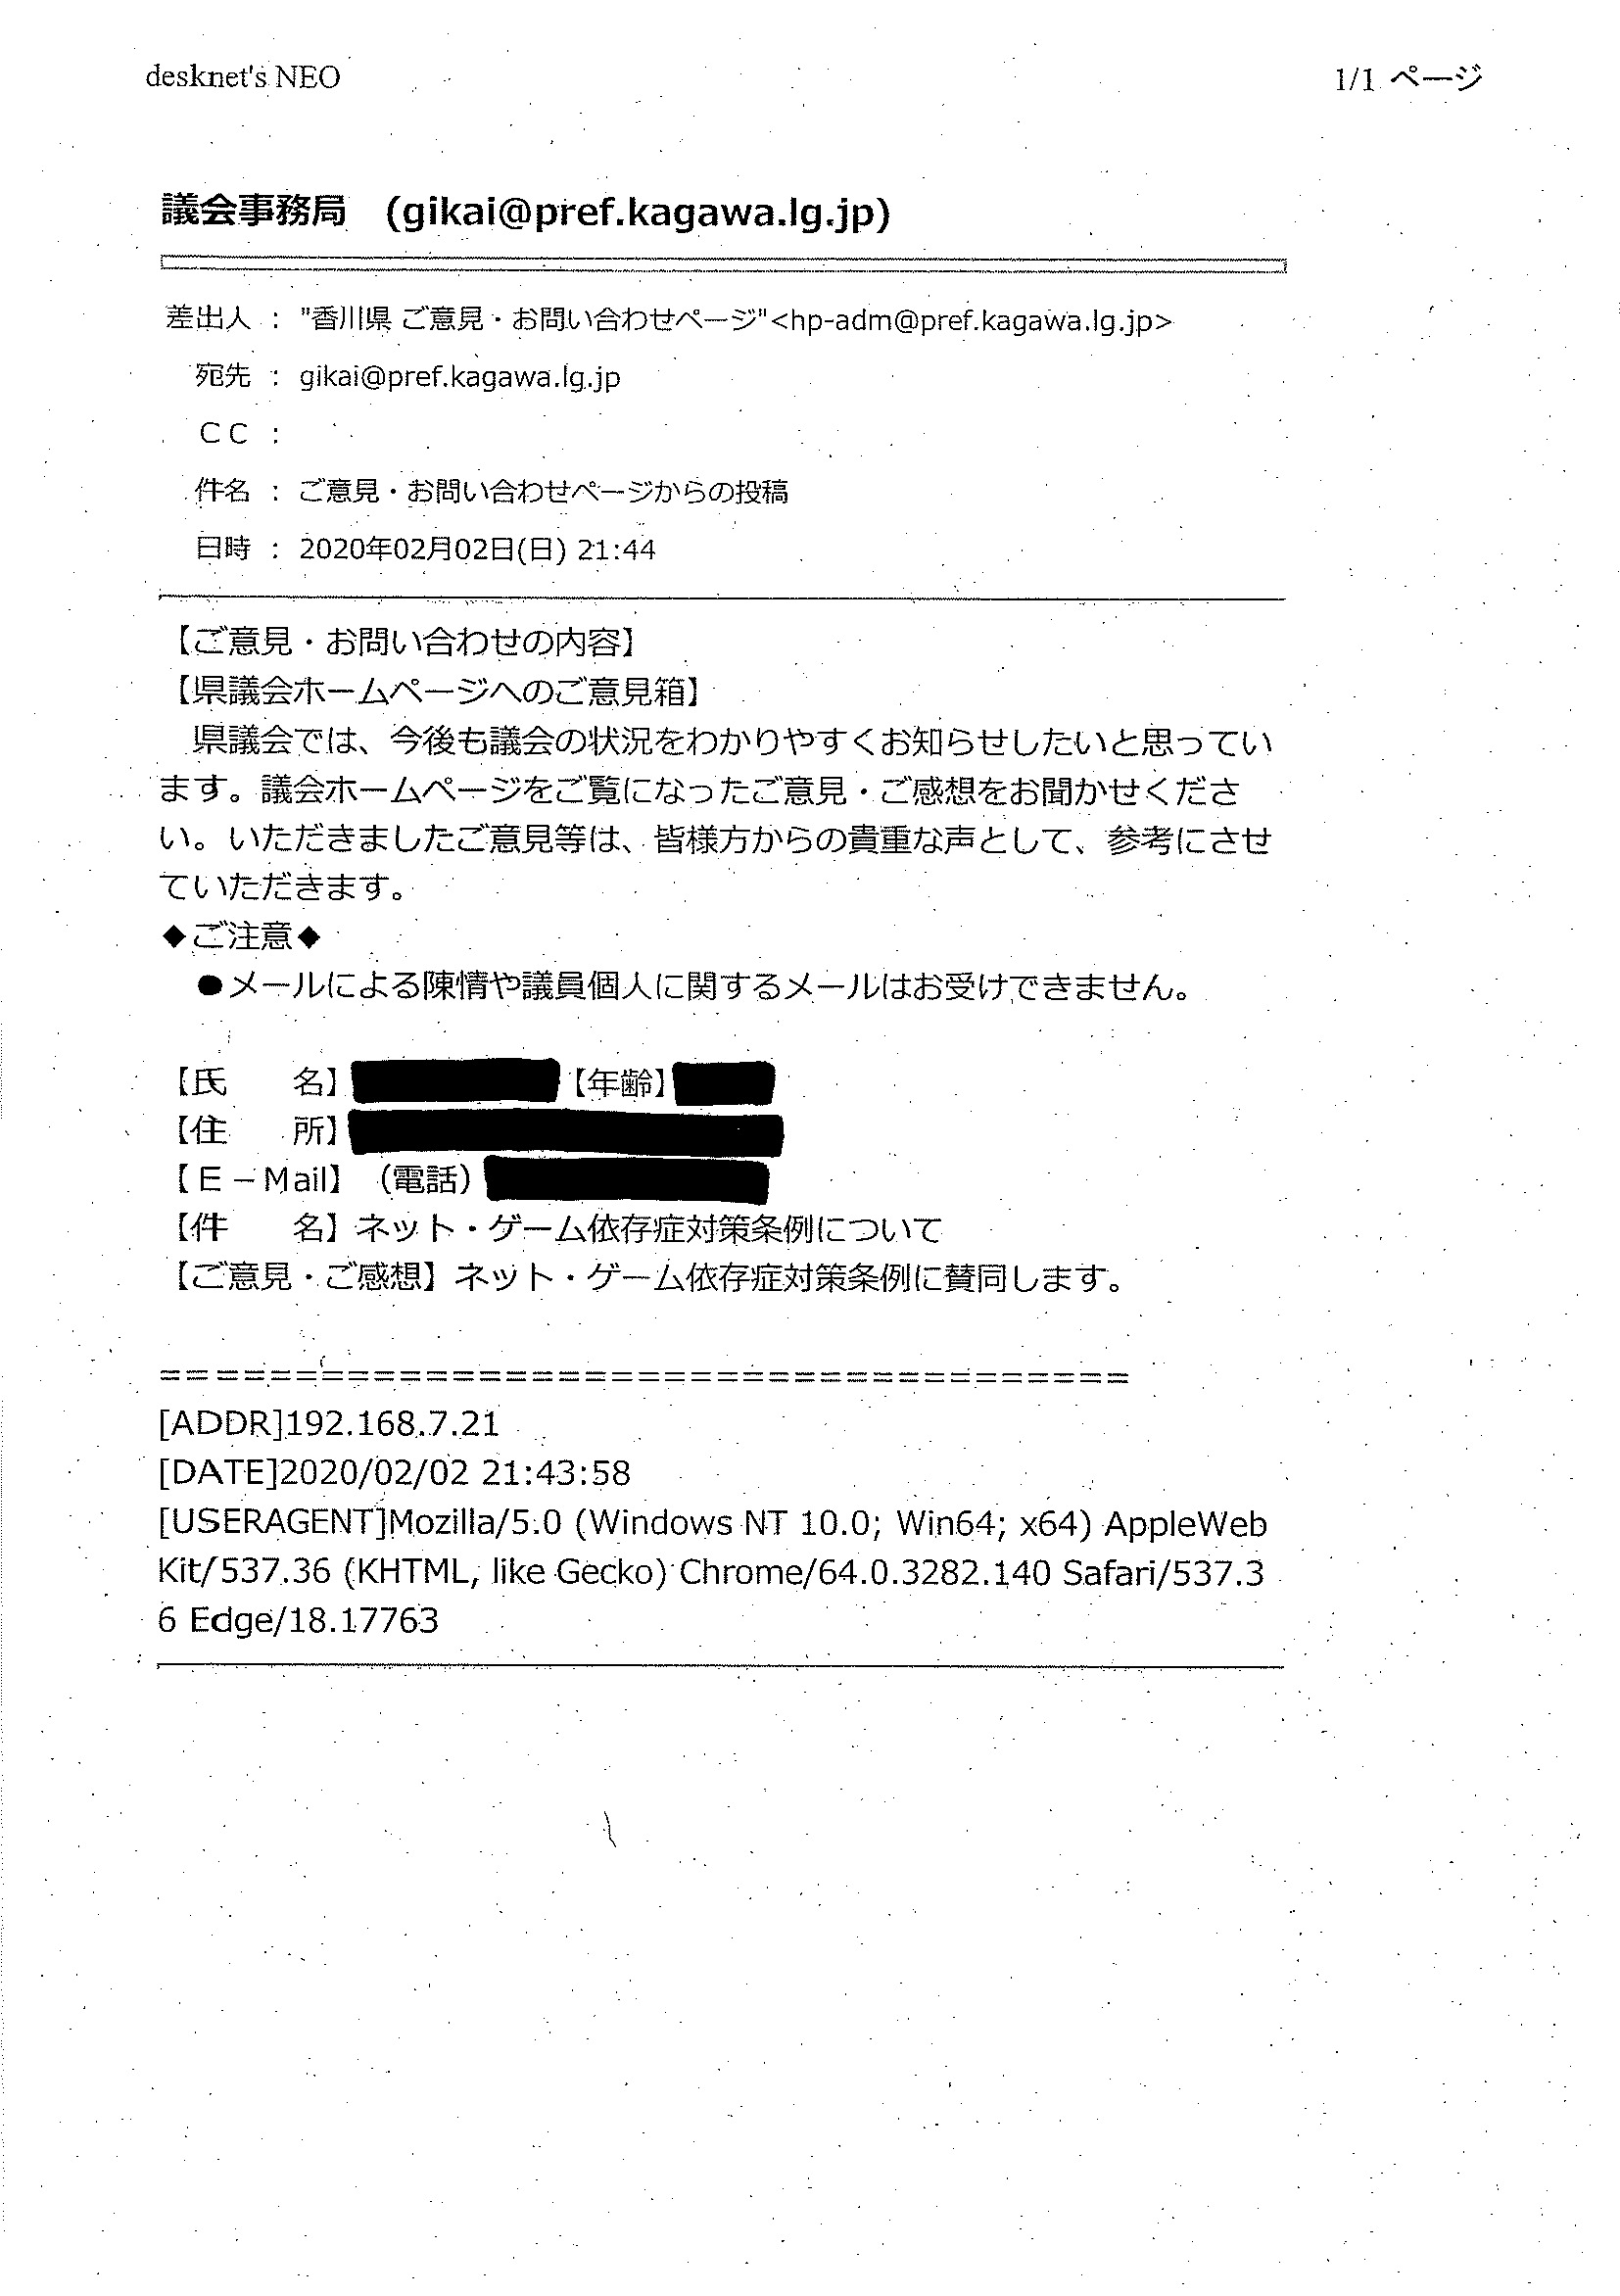 desknet's NEO
1/1 ページ
議会事務局 (gikai@pref.kagawa.lg.jp)
差出人 : "香川県 ご意見・お問い合わせページ"<hp-adm@pref.kagawa.lg.jp>
宛先 : gikai@pref.kagawa.lg.jp
CC :
件名 : ご意見・お問い合わせページからの投稿
日時 : 2020年02月02日(日) 21:44
【ご意見・お問い合わせの内容】
【県議会ホームページへのご意見箱】
県議会では、今後も議会の状況をわかりやすくお知らせしたいと思ってい
ます。議会ホームページをご覧になったご意見・ご感想をお聞かせくださ
い。いただきましたご意見等は、皆様方からの貴重な声として、参考にさせ
ていただきます。
◆ご注意◆
●メールによる陳情や議員個人に関するメールはお受けできません。
【氏　　名】【年齢】
【住　　所】
【E－Mail】（電話）
【件　　名】ネット・ゲーム依存症対策条例について
【ご意見・ご感想】ネット・ゲーム依存症対策条例に賛同します。
=====================================
[ADDR]192.168.7.21
[DATE]2020/02/02 21:43:58
[USERAGENT]Mozilla/5.0 (Windows NT 10.0; Win64; x64) AppleWeb
Kit/537.36 (KHTML, like Gecko) Chrome/64.0.3282.140 Safari/537.3
6 Edge/18.17763